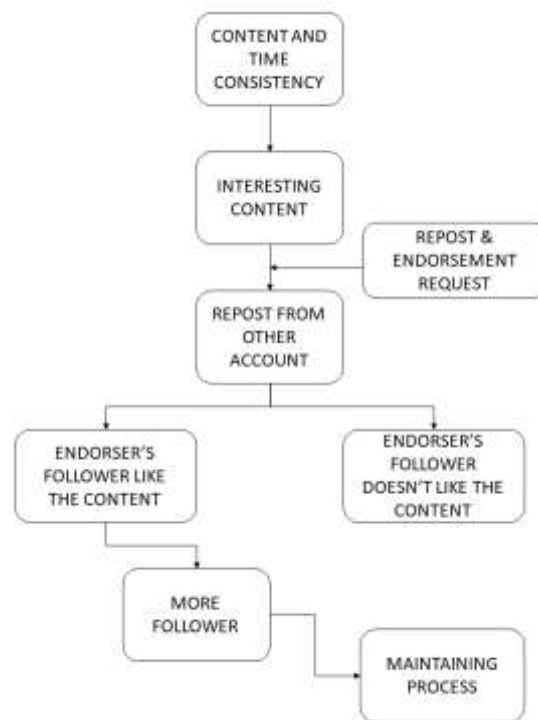 CONTENT AND
TIME
CONSISTENCY
INTERESTING
CONTENT
REPOST &
ENDORSEMENT
REQUEST
REPOST FROM
OTHER
ACCOUNT
ENDORSER'S
FOLLOWER LIKE
THE CONTENT
ENDORSER'S
FOLLOWER
DOESN'T LIKE THE
CONTENT
MORE
FOLLOWER
MAINTAINING
PROCESS